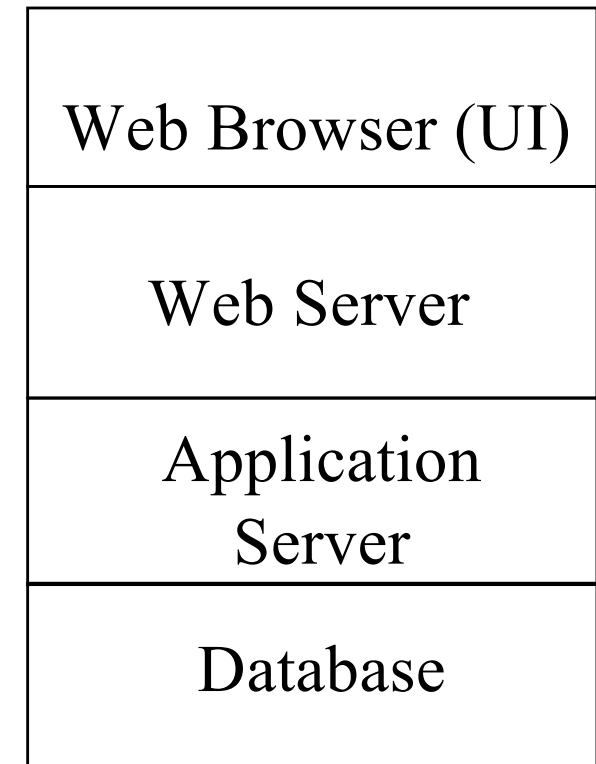 Web Browser (UI)
Web Server
Application
Server
Database